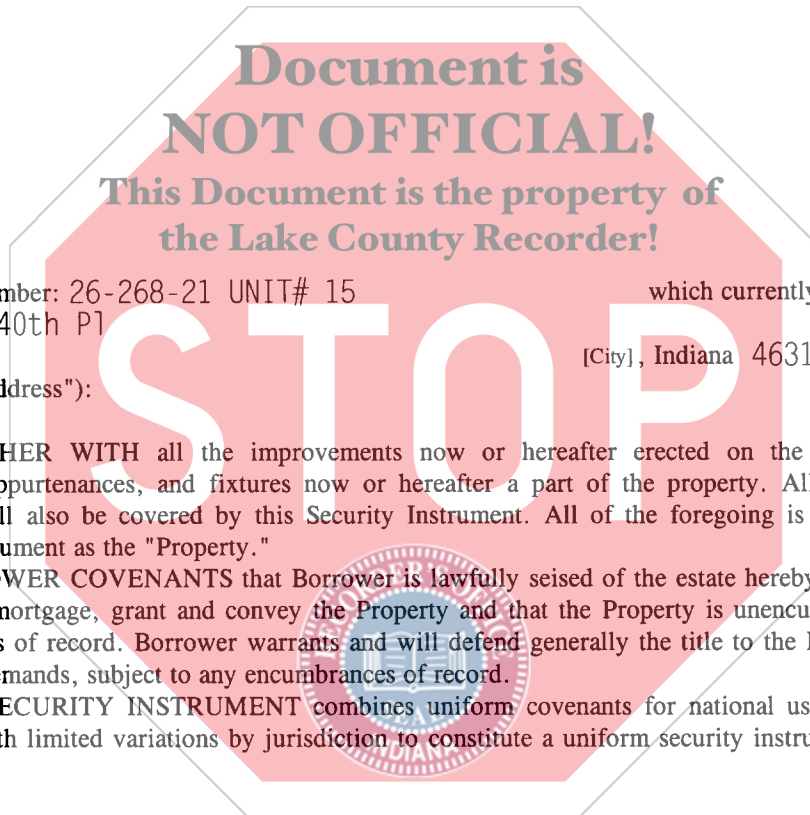 Document is
NOT OFFICIAL!
This Document is the property of
the Lake County Recorder!
mber: 26-268-21 UNIT# 15 which currently
40th Pl
[City], Indiana 4631
ddress"):
STOP
HER WITH all the improvements now or hereafter erected on the
ppurtenances, and fixtures now or hereafter a part of the property. All
ll also be covered by this Security Instrument. All of the foregoing is
ument as the "Property."
OWER COVENANTS that Borrower is lawfully seised of the estate hereby
mortgage, grant and convey the Property and that the Property is unencu
s of record. Borrower warrants and will defend generally the title to the
mands, subject to any encumbrances of record.
ECURITY INSTRUMENT combines uniform covenants for national us
th limited variations by jurisdiction to constitute a uniform security instru
SEAL
INDIANA